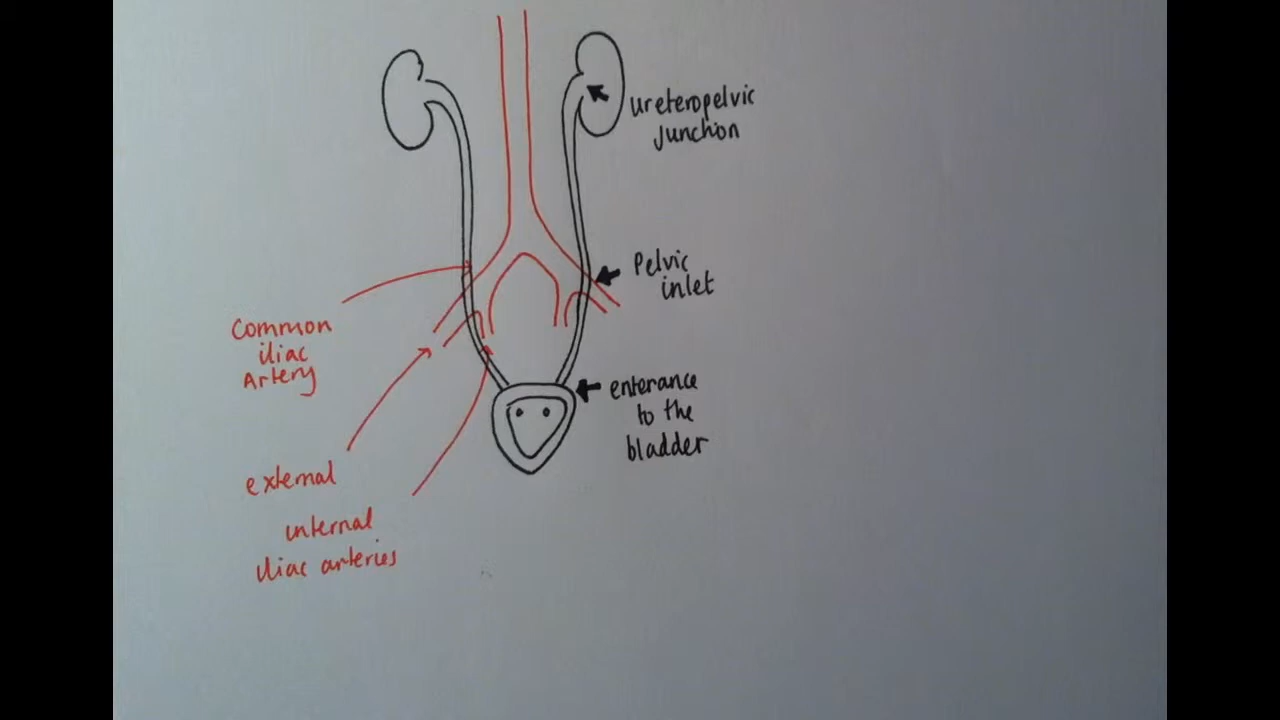 ureteropelvic
junction
Pelvic
inlet
Common
iliac
Artery
enterance
to the
bladder
external
internal
iliac arteries